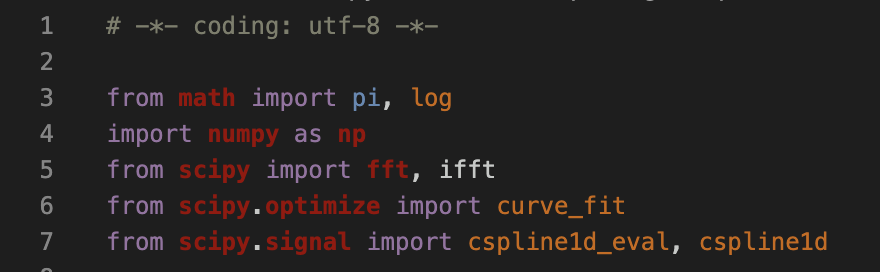 1 # -*- coding: utf-8 -*-
2
3 from math import pi, log
4 import numpy as np
5 from scipy import fft, ifft
6 from scipy.optimize import curve_fit
7 from scipy.signal import cspline1d_eval, cspline1d